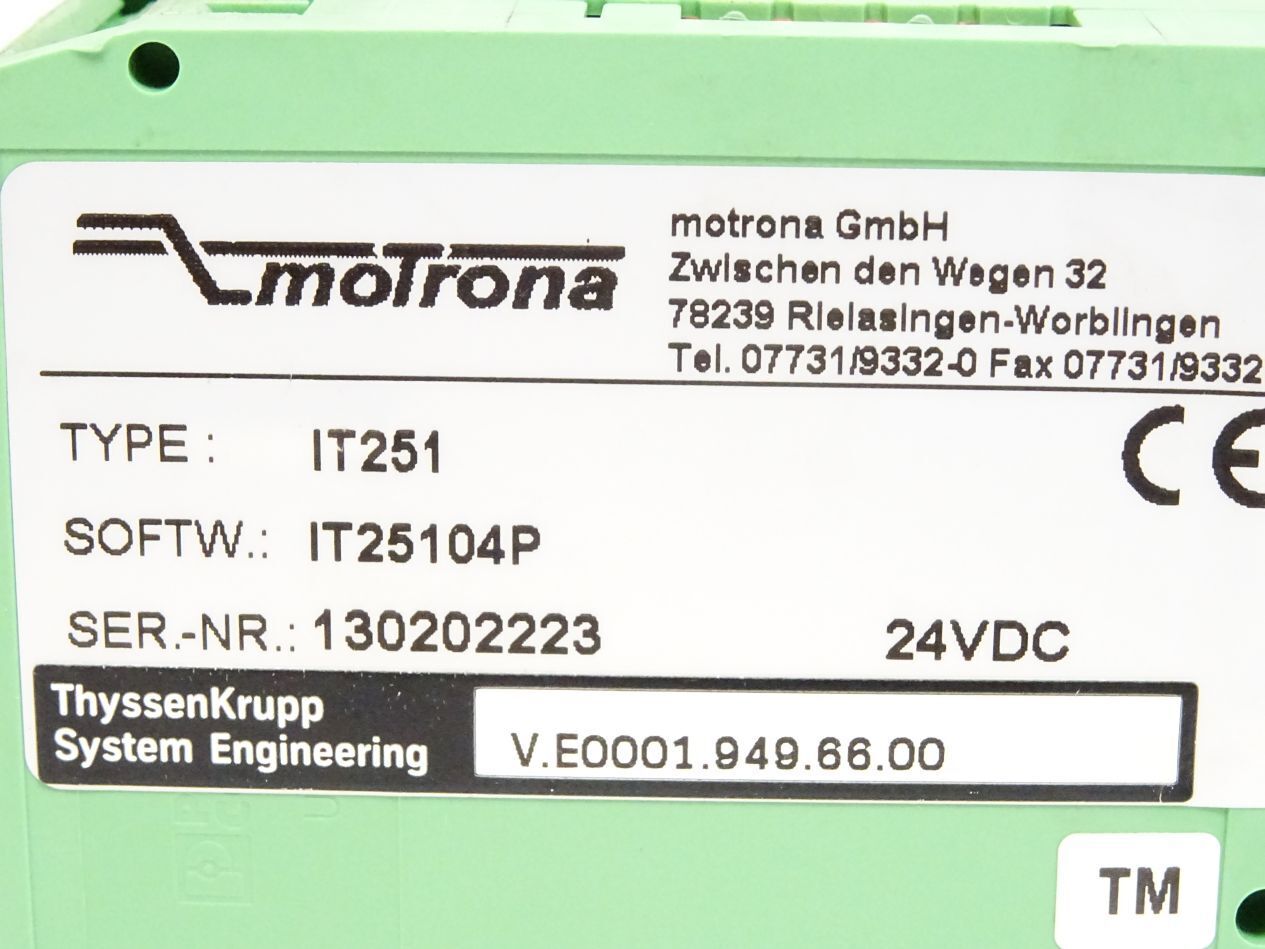 moTrona
motrona GmbH
Zwischen den Wegen 32
78239 Rielasingen-Worblingen
Tel. 07731/9332-0 Fax 07731/9332
TYPE : IT251
CE
SOFTW.: IT25104P
SER.-NR.: 130202223 24VDC
ThyssenKrupp
System Engineering
V.E0001.949.66.00
TM